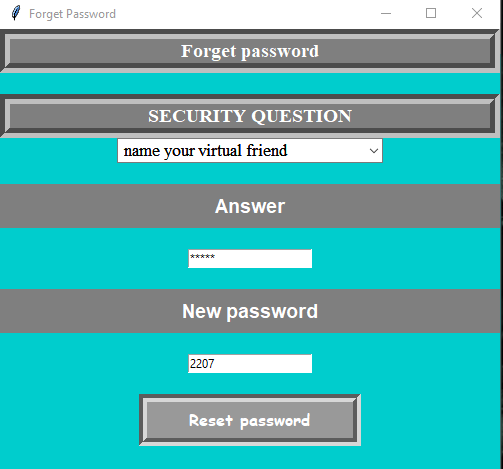 Forget Password
Forget password
SECURITY QUESTION
name your virtual friend
Answer
*****
New password
2207
Reset password